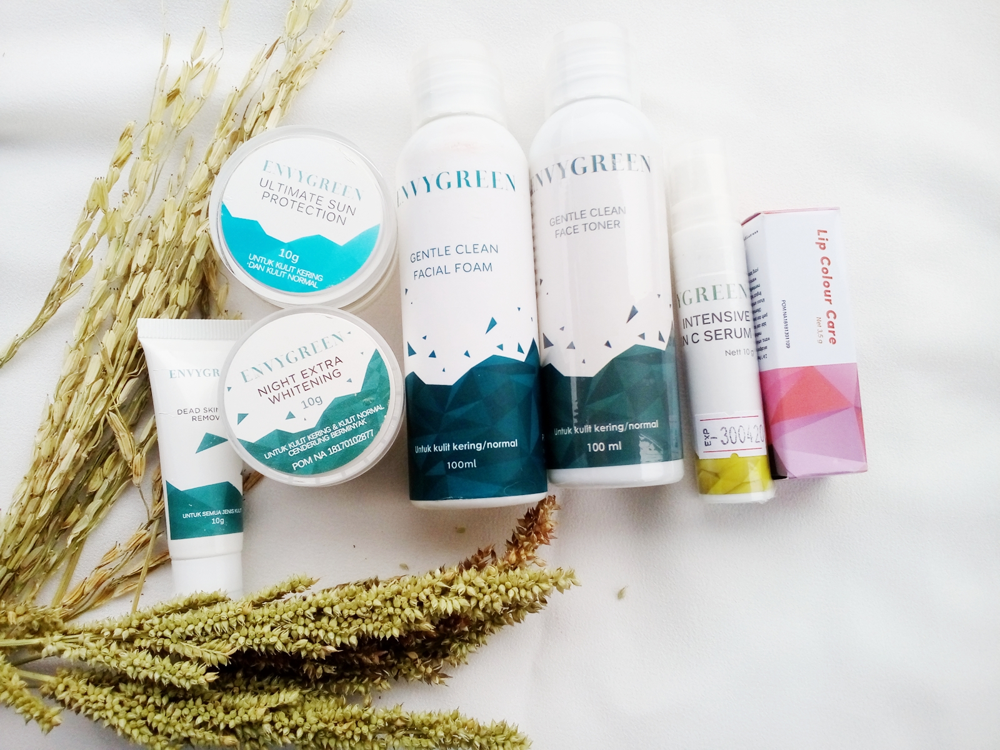 ENVYGREEN
ULTIMATE SUN
PROTECTION
10g
UNTUK KULIT KERING
DAN KULIT NORMAL
ENVYGR
DEAD SKIN
REMOV
UNTUK SEMUA JENIS KULIT
10g
ENVYGREEN
NIGHT EXTRA
WHITENING
10g
UNTUK KULIT KERING & KULIT NORMAL
CENDERUNG BERMINYAK
POM NA 18170102877
ENVYGREEN
GENTLE CLEAN
FACIAL FOAM
Untuk kulit kering/normal
100ml
NVYGREEN
GENTLE CLEAN
FACE TONER
Untuk kulit kering/normal
100 ml
YGREEN
INTENSIVE
N C SERUM
Nett 10 g
EXP
300420
Lip Colour Care
Net 3,5 g
POM NA18181301109